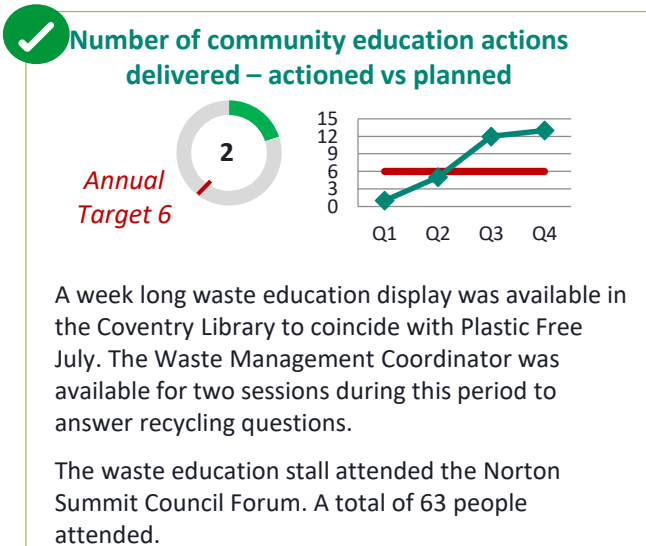 Number of community education actions
delivered – actioned vs planned
2
Annual
Target 6
15
12
9
6
3
0
Q1 Q2 Q3 Q4
A week long waste education display was available in
the Coventry Library to coincide with Plastic Free
July. The Waste Management Coordinator was
available for two sessions during this period to
answer recycling questions.
The waste education stall attended the Norton
Summit Council Forum. A total of 63 people
attended.